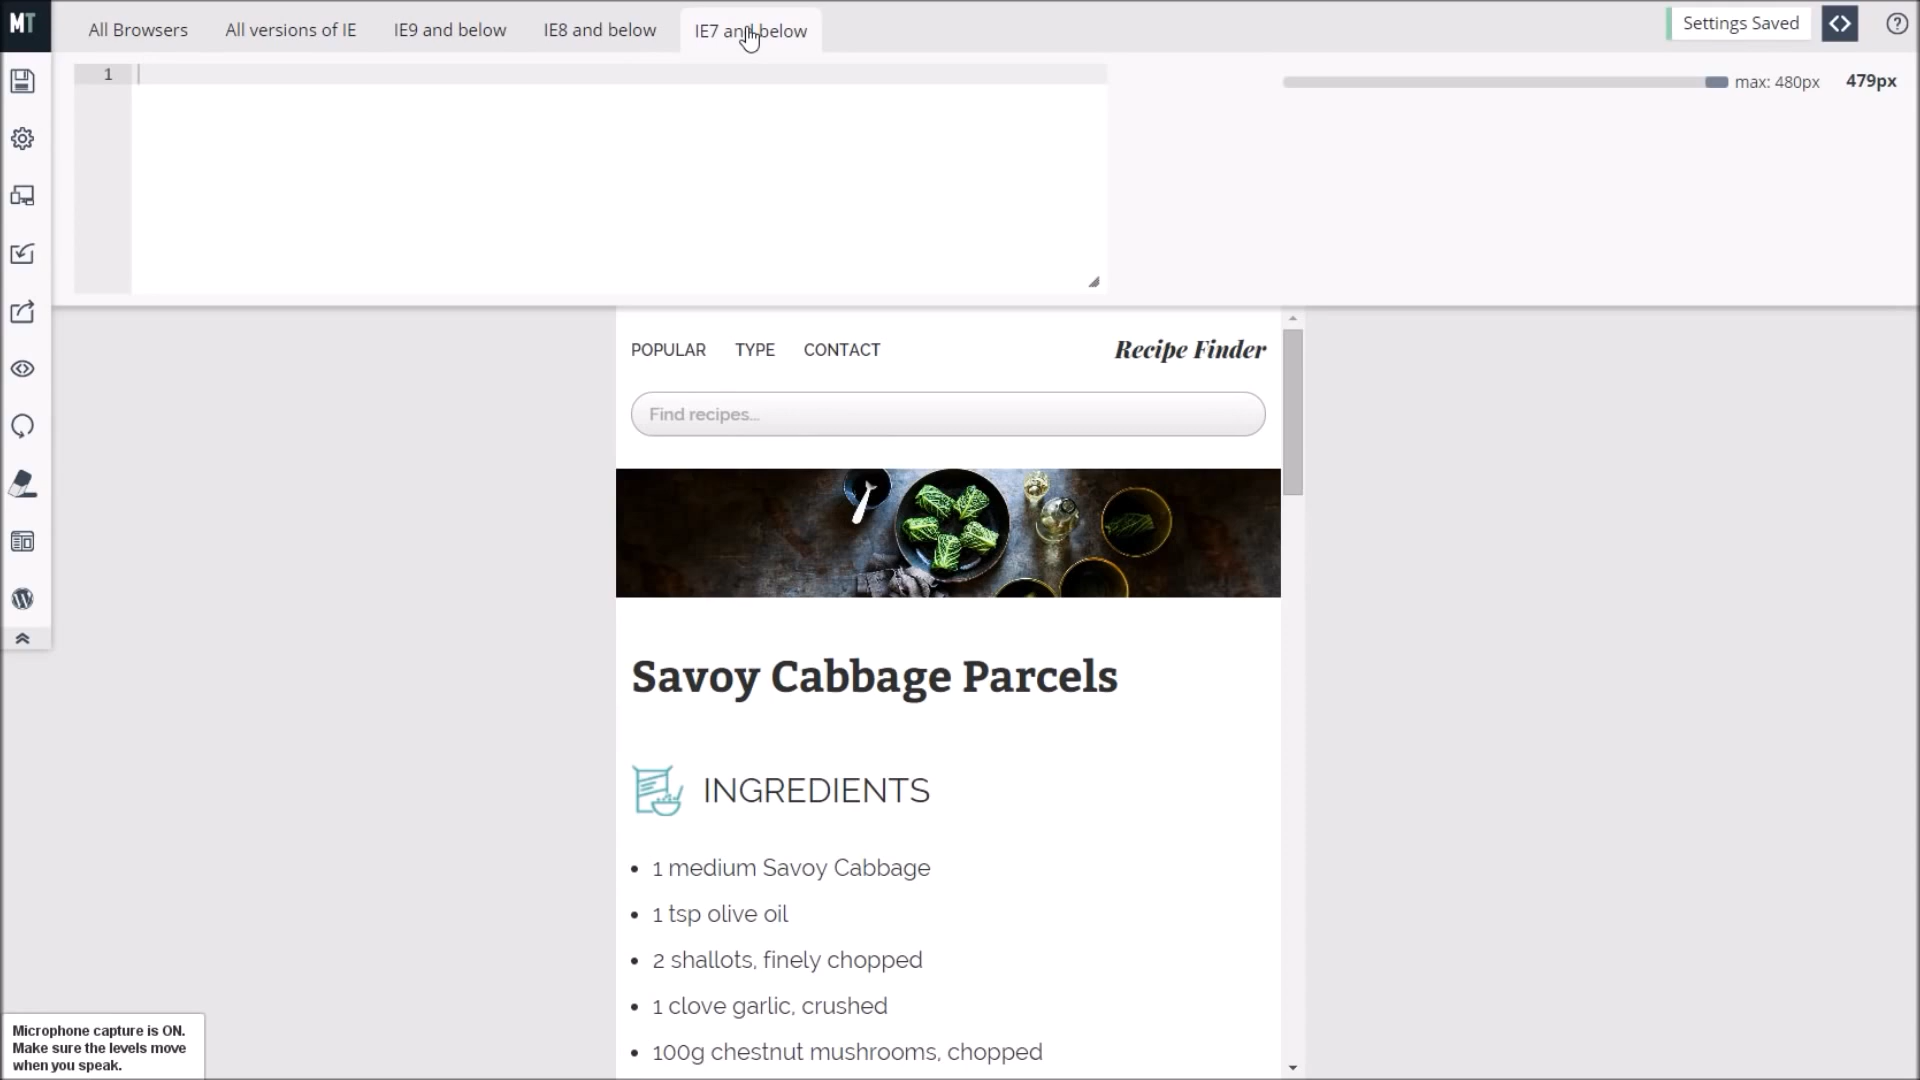 MT
All Browsers
All versions of IE
IE9 and below
IE8 and below
IE7 and below
Settings Saved
1
max: 480px
479px
POPULAR
TYPE
CONTACT
Recipe Finder
Find recipes...
Savoy Cabbage Parcels
INGREDIENTS
1 medium Savoy Cabbage
1 tsp olive oil
2 shallots, finely chopped
1 clove garlic, crushed
100g chestnut mushrooms, chopped
Microphone capture is ON.
Make sure the levels move
when you speak.